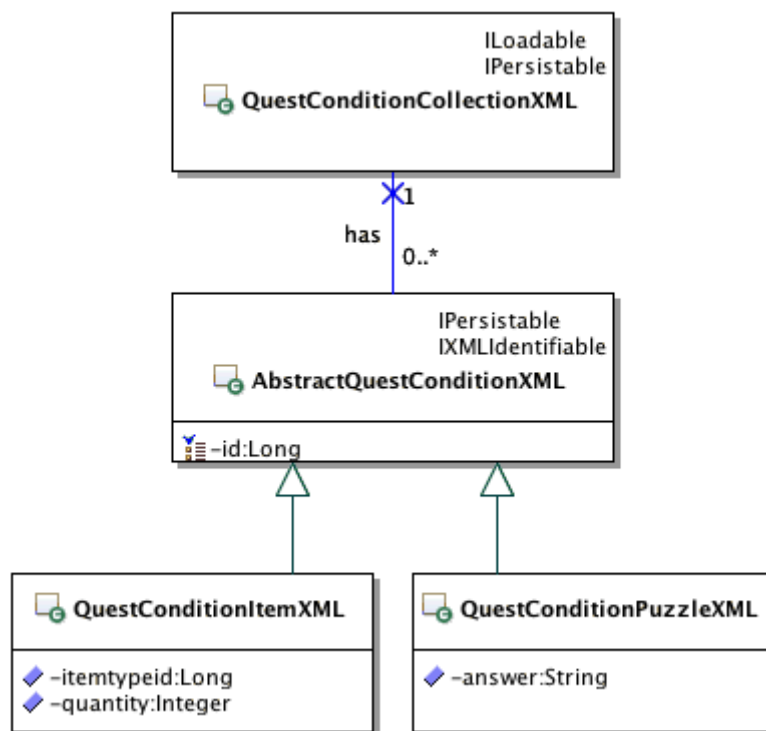 ILoadable
IPersistable
QuestConditionCollectionXML
1
has
0..*
IPersistable
IXMLIdentifiable
AbstractQuestConditionXML
-id:Long
QuestConditionItemXML
-itemtypeid:Long
-quantity:Integer
QuestConditionPuzzleXML
-answer:String